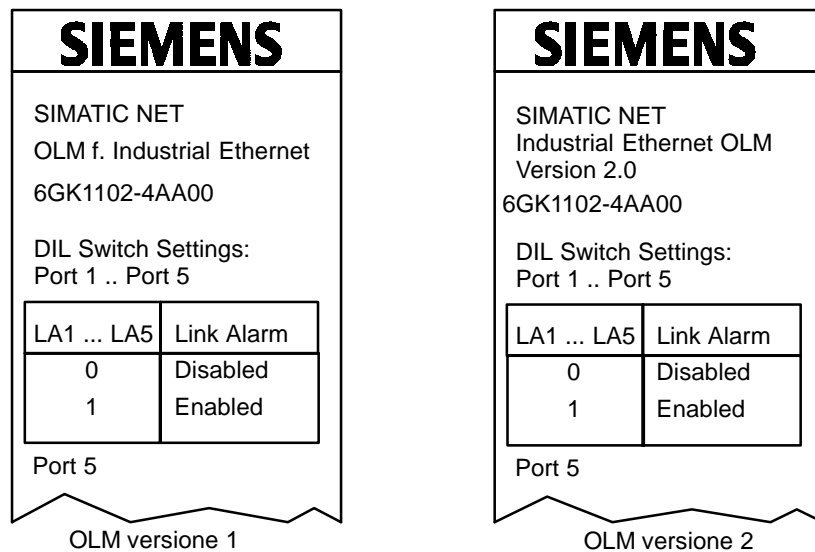 SIEMENS
SIMATIC NET
OLM f. Industrial Ethernet
6GK1102-4AA00
DIL Switch Settings:
Port 1 .. Port 5
LA1 ... LA5 Link Alarm
0 Disabled
1 Enabled
Port 5
OLM versione 1
SIEMENS
SIMATIC NET
Industrial Ethernet OLM
Version 2.0
6GK1102-4AA00
DIL Switch Settings:
Port 1 .. Port 5
LA1 ... LA5 Link Alarm
0 Disabled
1 Enabled
Port 5
OLM versione 2